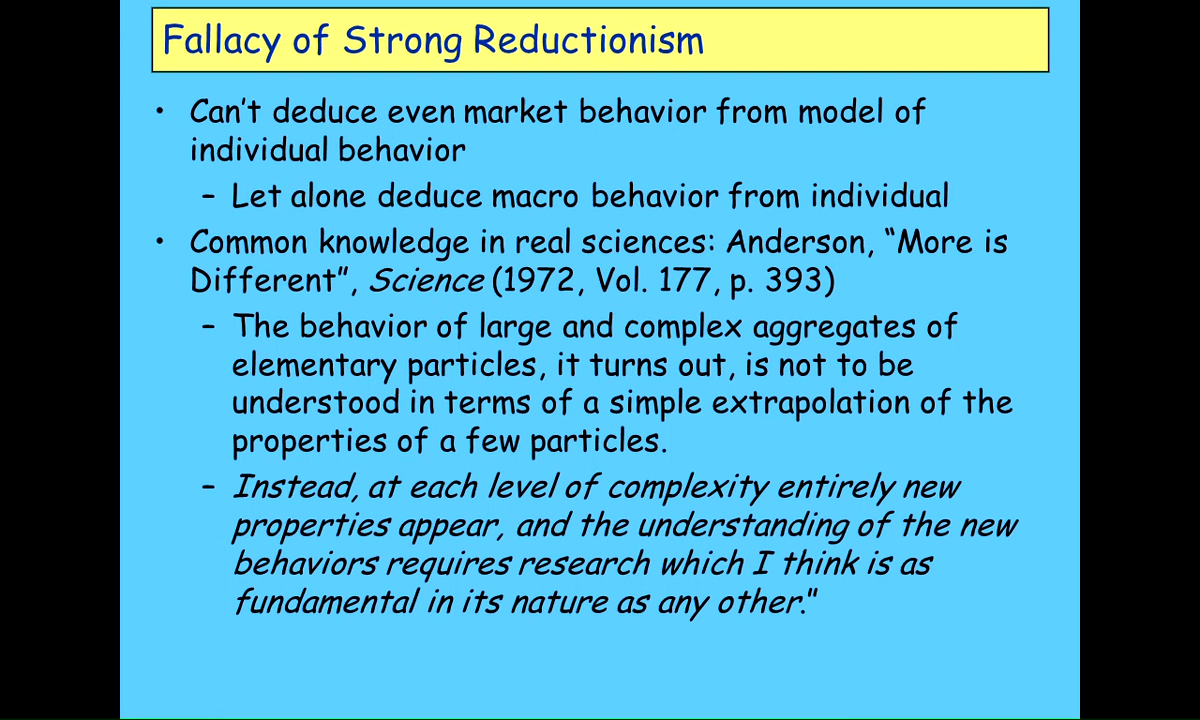 Fallacy of Strong Reductionism
• Can’t deduce even market behavior from model of
individual behavior
– Let alone deduce macro behavior from individual
• Common knowledge in real sciences: Anderson, “More is
Different”, Science (1972, Vol. 177, p. 393)
– The behavior of large and complex aggregates of
elementary particles, it turns out, is not to be
understood in terms of a simple extrapolation of the
properties of a few particles.
– Instead, at each level of complexity entirely new
properties appear, and the understanding of the new
behaviors requires research which I think is as
fundamental in its nature as any other.”